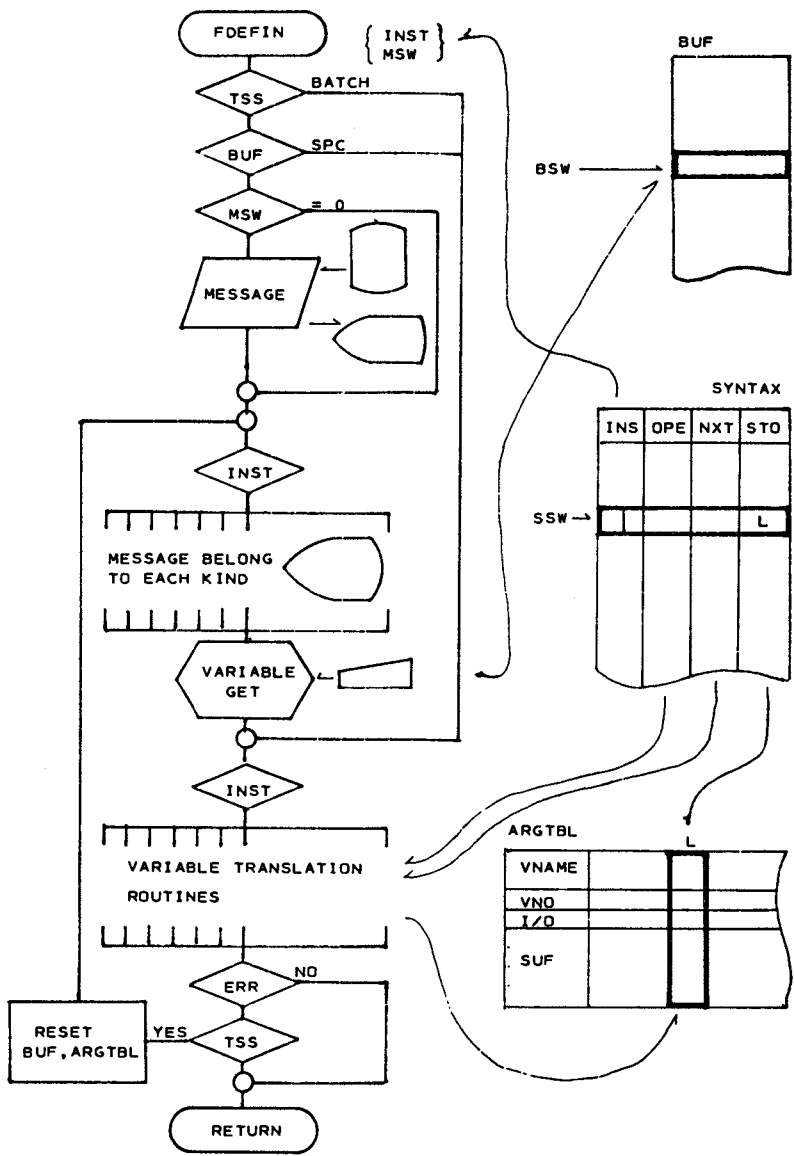 FDEFIN
{ INST
MSW }
BUF
TSS
BATCH
BUF
SPC
BSW
MSW
= 0
MESSAGE
SYNTAX
INS OPE NXT STO
INST
SSW
L
MESSAGE BELONG
TO EACH KIND
VARIABLE
GET
INST
ARGTBL
L
VARIABLE TRANSLATION
ROUTINES
VNAME
VNO
I/O
SUF
ERR
NO
RESET
BUF,ARGTBL
YES
TSS
RETURN